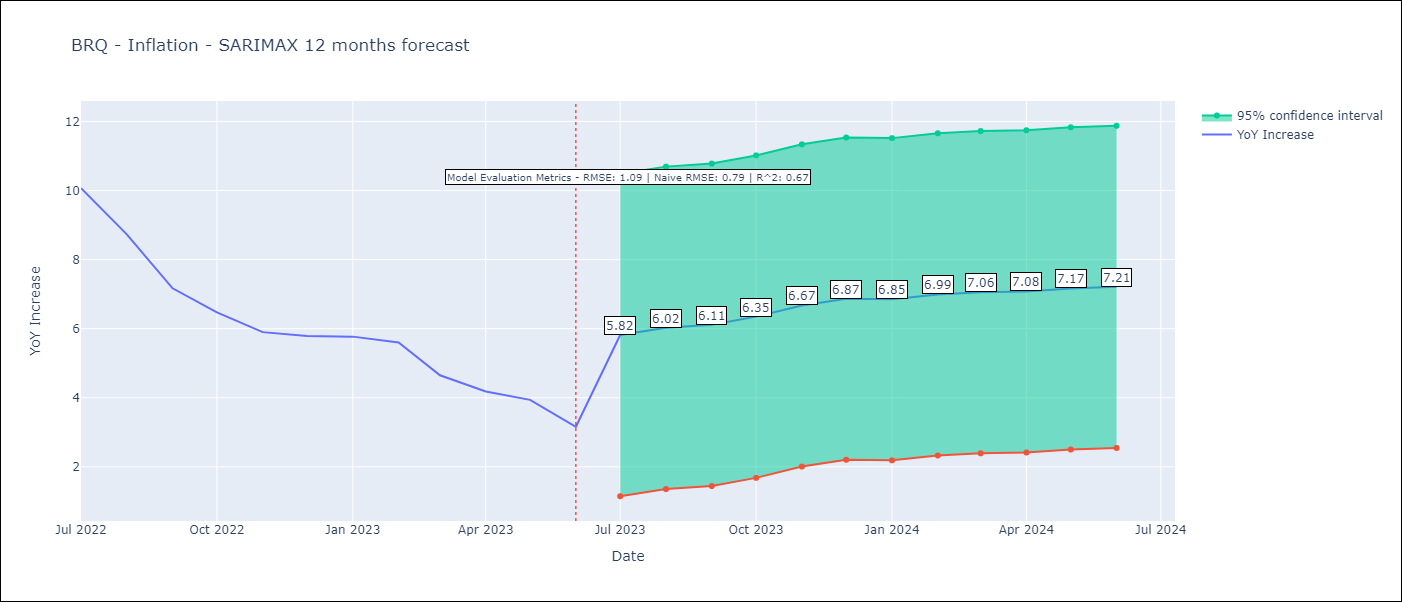 BRQ - Inflation - SARIMAX 12 months forecast
95% confidence interval
YoY Increase
12
10
8
6
4
2
YoY Increase
Model Evaluation Metrics - RMSE: 1.09 | Naive RMSE: 0.79 | R^2: 0.67
5.82
6.02
6.11
6.35
6.67
6.87
6.85
6.99
7.06
7.08
7.17
7.21
Jul 2022
Oct 2022
Jan 2023
Apr 2023
Jul 2023
Oct 2023
Jan 2024
Apr 2024
Jul 2024
Date